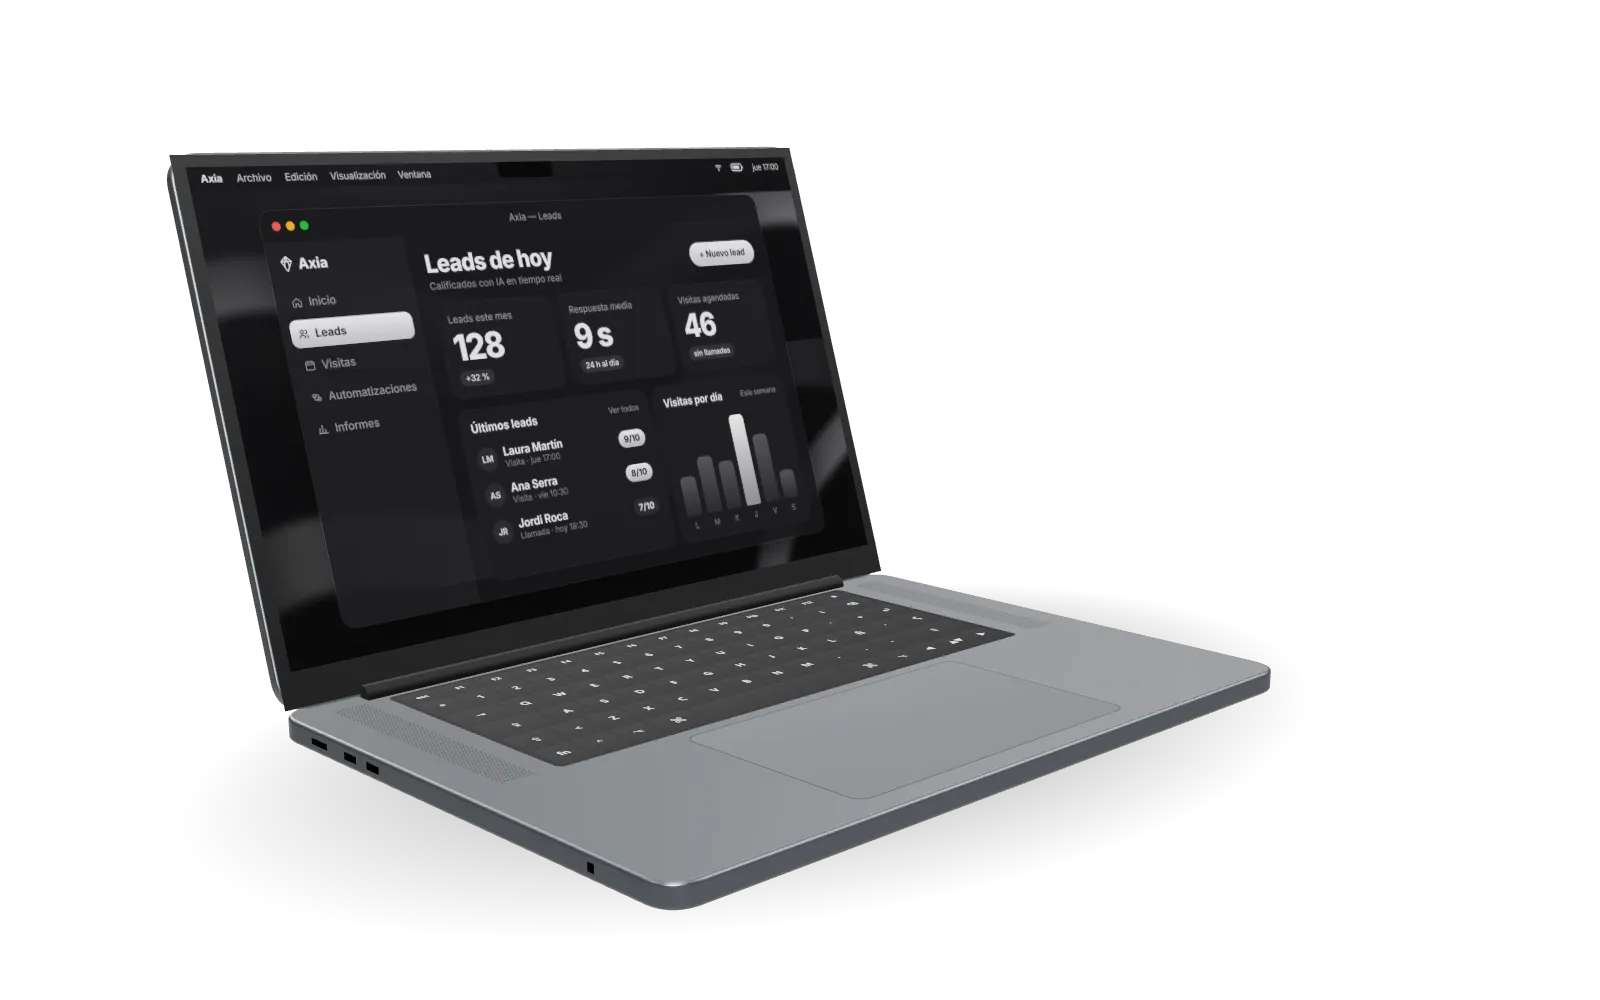 Axia Archivo Edición Visualización Ventana
jue 17:00
Axia — Leads
Axia
Inicio
Leads
Visitas
Automatizaciones
Informes
Leads de hoy
Calificados con IA en tiempo real
+ Nuevo lead
Leads este mes
128
+32 %
Respuesta media
9 s
24 h al día
Visitas agendadas
46
sin llamadas
Últimos leads
Ver todos
LM
Laura Martín
Visita · jue 17:00
9/10
AS
Ana Serra
Visita · vie 10:30
8/10
JR
Jordi Roca
Llamada · hoy 18:30
7/10
Visitas por día
Esta semana
L M X J V S